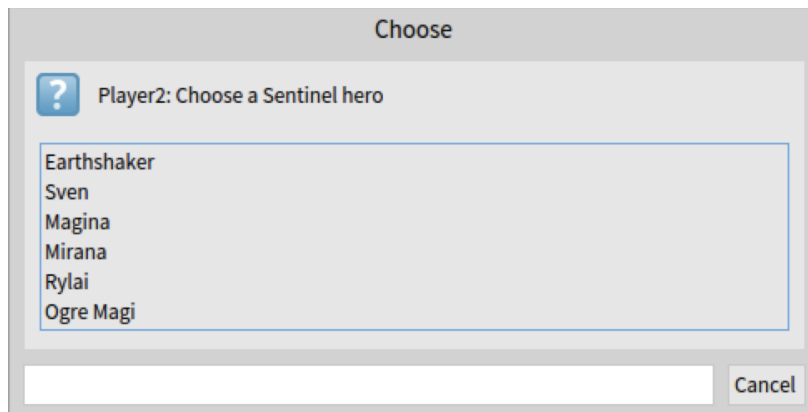 Choose
?
Player2: Choose a Sentinel hero
Earthshaker
Sven
Magina
Mirana
Rylai
Ogre Magi
Cancel